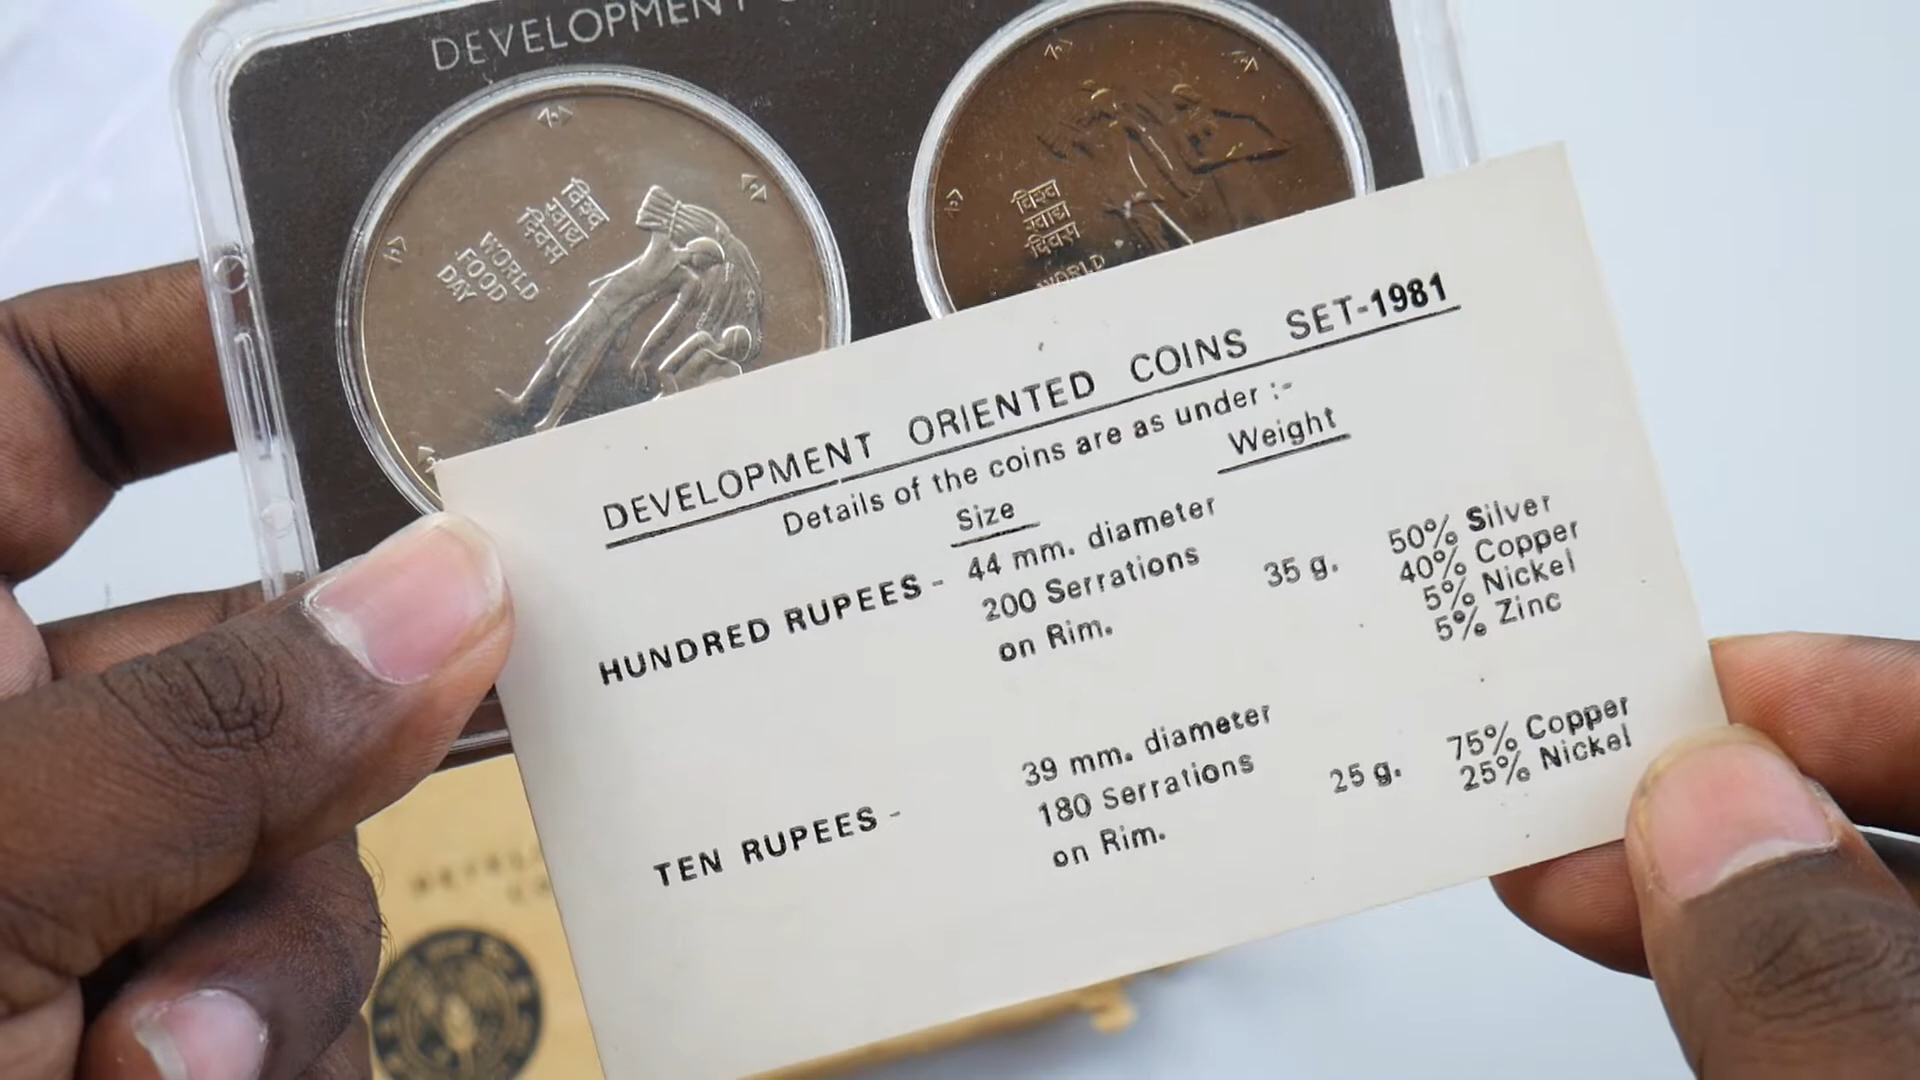 DEVELOPMENT
विश्व
खाद्य
दिवस
WORLD
FOOD
DAY
विश्व
खाद्य
दिवस
WORLD
DEVELOPMENT ORIENTED COINS SET-1981
Details of the coins are as under :-
Size Weight
HUNDRED RUPEES - 44 mm. diameter
200 Serrations
on Rim.
35 g.
50% Silver
40% Copper
5% Nickel
5% Zinc
TEN RUPEES -
39 mm. diameter
180 Serrations
on Rim.
25 g.
75% Copper
25% Nickel